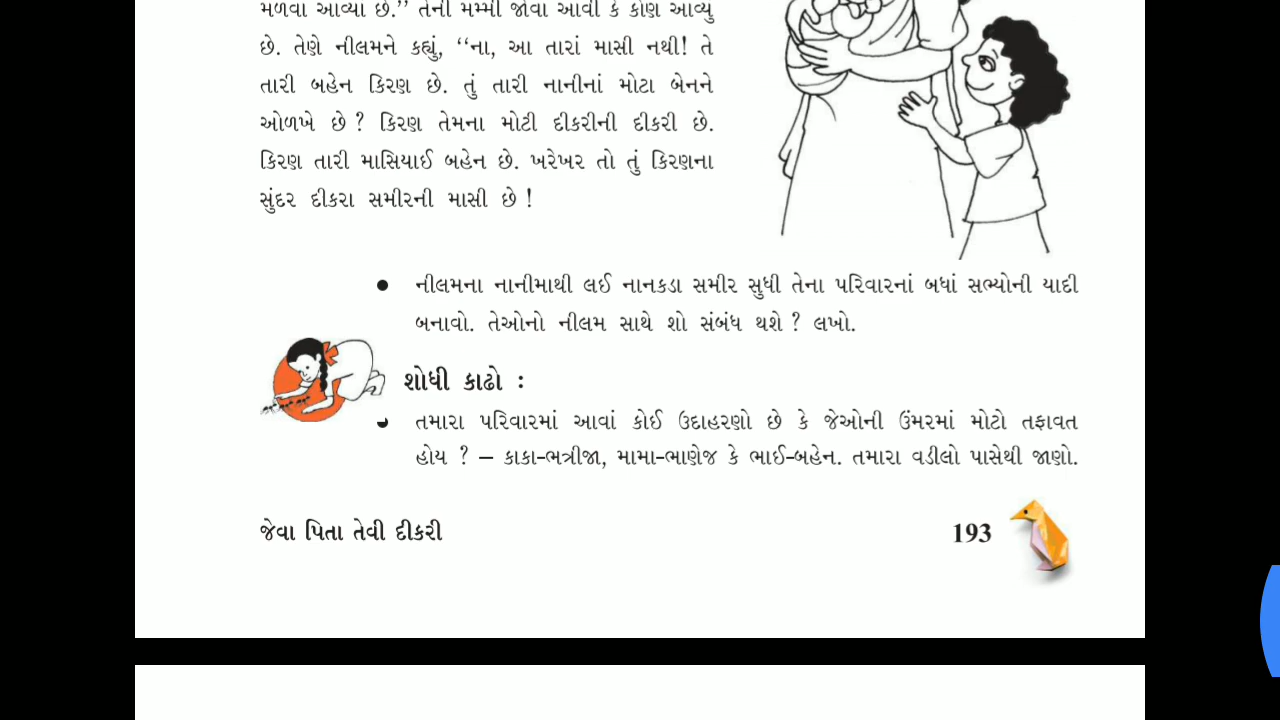 મળવા આવ્યા છે.” તેની મમ્મી જોવા આવી કે કોણ આવ્યું
છે. તેણે નીલમને કહ્યું, “ના, આ તારાં માસી નથી! તે
તારી બહેન કિરણ છે. તું તારી નાનીનાં મોટા બેનને
ઓળખે છે ? કિરણ તેમના મોટી દીકરીની દીકરી છે.
કિરણ તારી માસિયાઈ બહેન છે. ખરેખર તો તું કિરણના
સુંદર દીકરા સમીરની માસી છે !
● નીલમના નાનીમાથી લઈ નાનકડા સમીર સુધી તેના પરિવારનાં બધાં સભ્યોની યાદી
બનાવો. તેઓનો નીલમ સાથે શો સંબંધ થશે ? લખો.
શોધી કાઢો :
● તમારા પરિવારમાં આવાં કોઈ ઉદાહરણો છે કે જેઓની ઉંમરમાં મોટો તફાવત
હોય ? – કાકા-ભત્રીજા, મામા-ભાણેજ કે ભાઈ-બહેન. તમારા વડીલો પાસેથી જાણો.
જેવા પિતા તેવી દીકરી 193